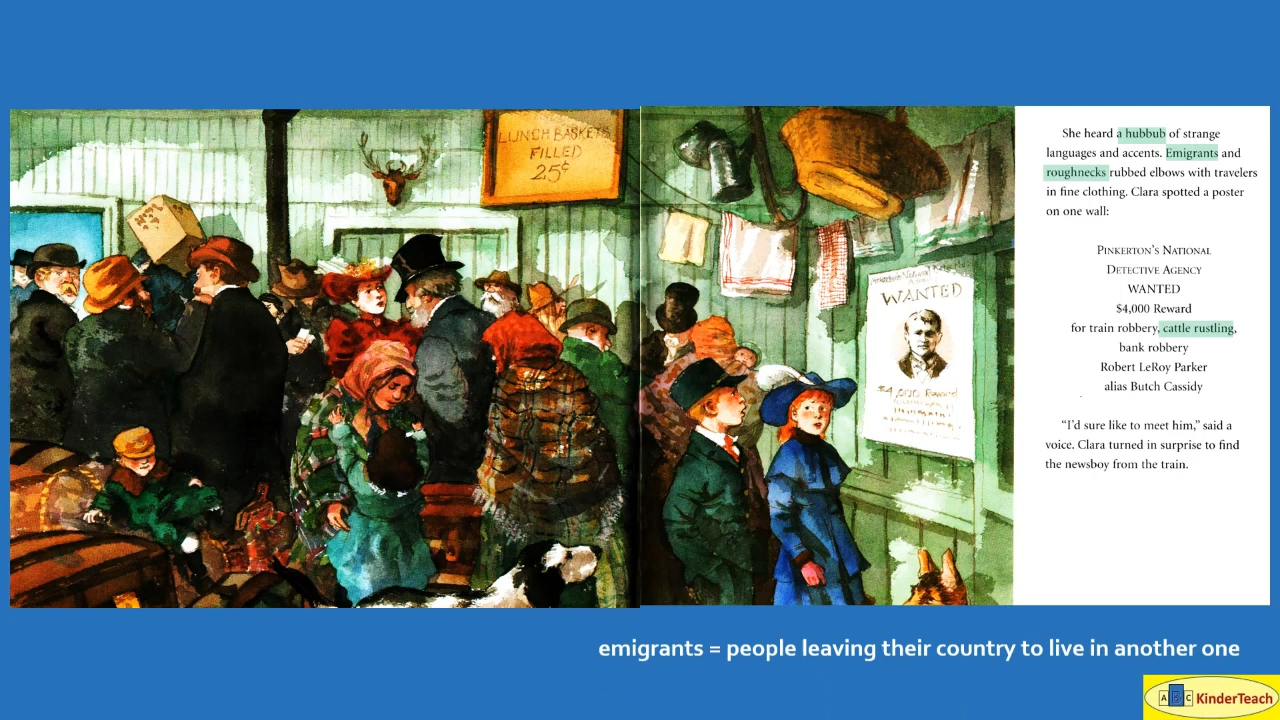 LUNCH BASKETS
FILLED
25¢
WANTED
$4,000 Reward
She heard a hubbub of strange
languages and accents. Emigrants and
roughnecks rubbed elbows with travelers
in fine clothing. Clara spotted a poster
on one wall:
PINKERTON'S NATIONAL
DETECTIVE AGENCY
WANTED
$4,000 Reward
for train robbery, cattle rustling,
bank robbery
Robert LeRoy Parker
alias Butch Cassidy
"I'd sure like to meet him," said a
voice. Clara turned in surprise to find
the newsboy from the train.
emigrants = people leaving their country to live in another one
ABC KinderTeach